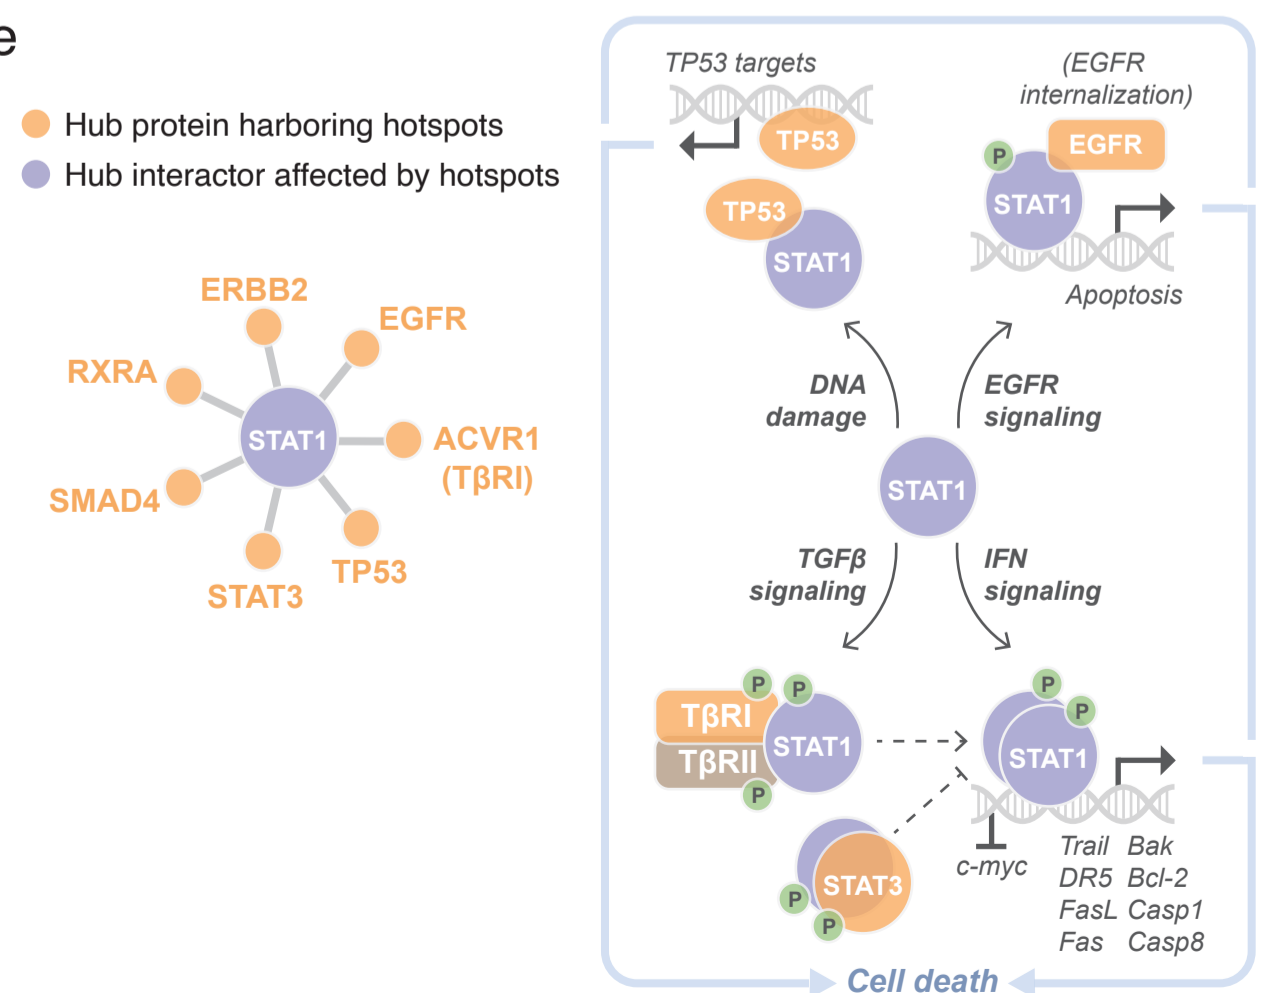 e
Hub protein harboring hotspots
Hub interactor affected by hotspots
ERBB2
EGFR
RXRA
STAT1
ACVR1
(TβRI)
SMAD4
STAT3
TP53
TP53 targets
TP53
TP53
STAT1
(EGFR
internalization)
P
EGFR
STAT1
Apoptosis
DNA
damage
EGFR
signaling
STAT1
TGFβ
signaling
IFN
signaling
P
P
TβRI
TβRII
STAT1
P
STAT3
P
P
P
P
STAT1
c-myc
Trail Bak
DR5 Bcl-2
FasL Casp1
Fas Casp8
Cell death